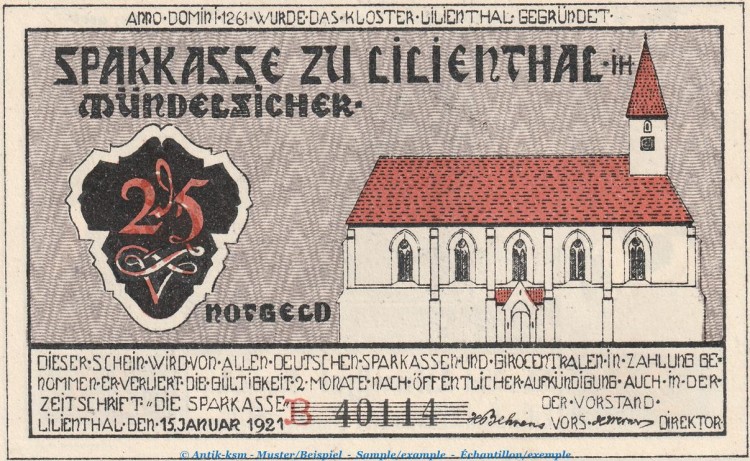 ANNO·DOMINI·1261·WURDE·DAS·KLOSTER·LILIENTHAL·GEGRÜNDET·
SPARKASSE ZU LILIENTHAL·IH·
MÜNDELSICHER·
25
NOTGELD
DIESER·SCHEIN·WIRD·VON·ALLEN·DEUTSCHEN·SPARKASSEN·UND·GIROCENTRALEN·IN·ZAHLUNG GE-
NOMMEN·ER·VERLIERT·DIE·GÜLTIGKEIT·2·MONATE·NACH·ÖFFENTLICHER·AUFKÜNDIGUNG·AUCH·IN·DER·
ZEITSCHRIFT·„DIE SPARKASSE“ B 40114 DER·VORSTAND·
LILIENTHAL·DEN·15.JANUAR 1921 Behrens VORS· DIREKTOR·
© Antik-ksm - Muster/Beispiel - Sample/example - Échantillon/exemple